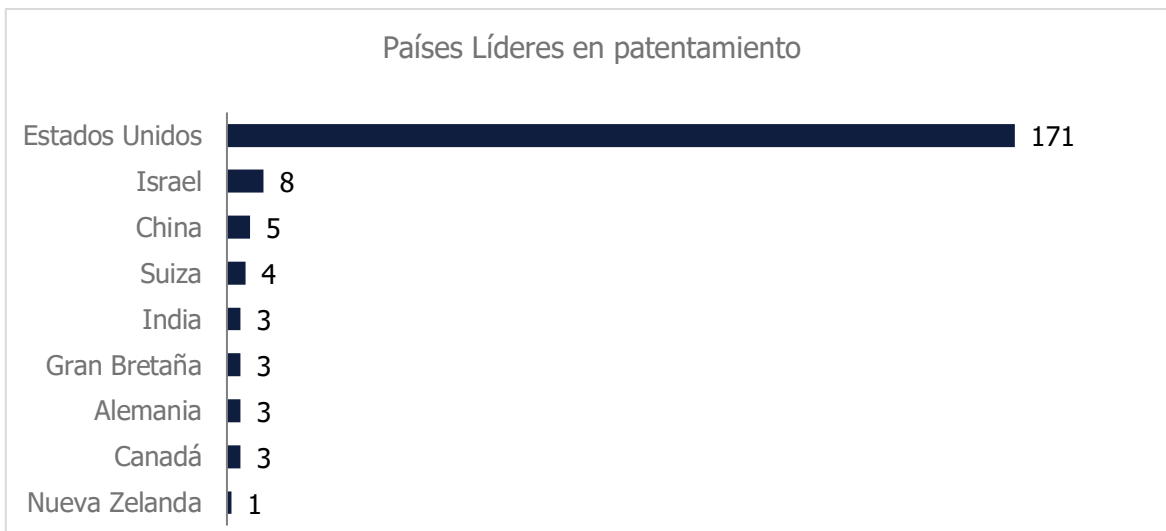 Países Líderes en patentamiento
Estados Unidos 171
Israel 8
China 5
Suiza 4
India 3
Gran Bretaña 3
Alemania 3
Canadá 3
Nueva Zelanda 1